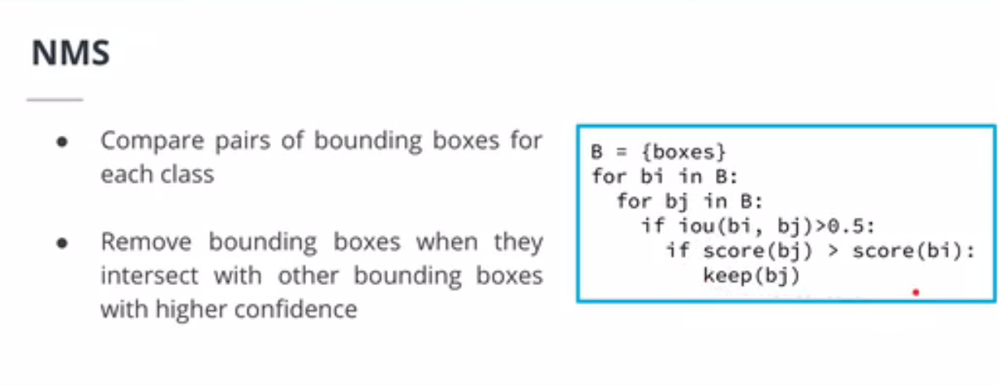 NMS
● Compare pairs of bounding boxes for
each class
● Remove bounding boxes when they
intersect with other bounding boxes
with higher confidence
B = {boxes}
for bi in B:
  for bj in B:
    if iou(bi, bj)>0.5:
      if score(bj) > score(bi):
        keep(bj)